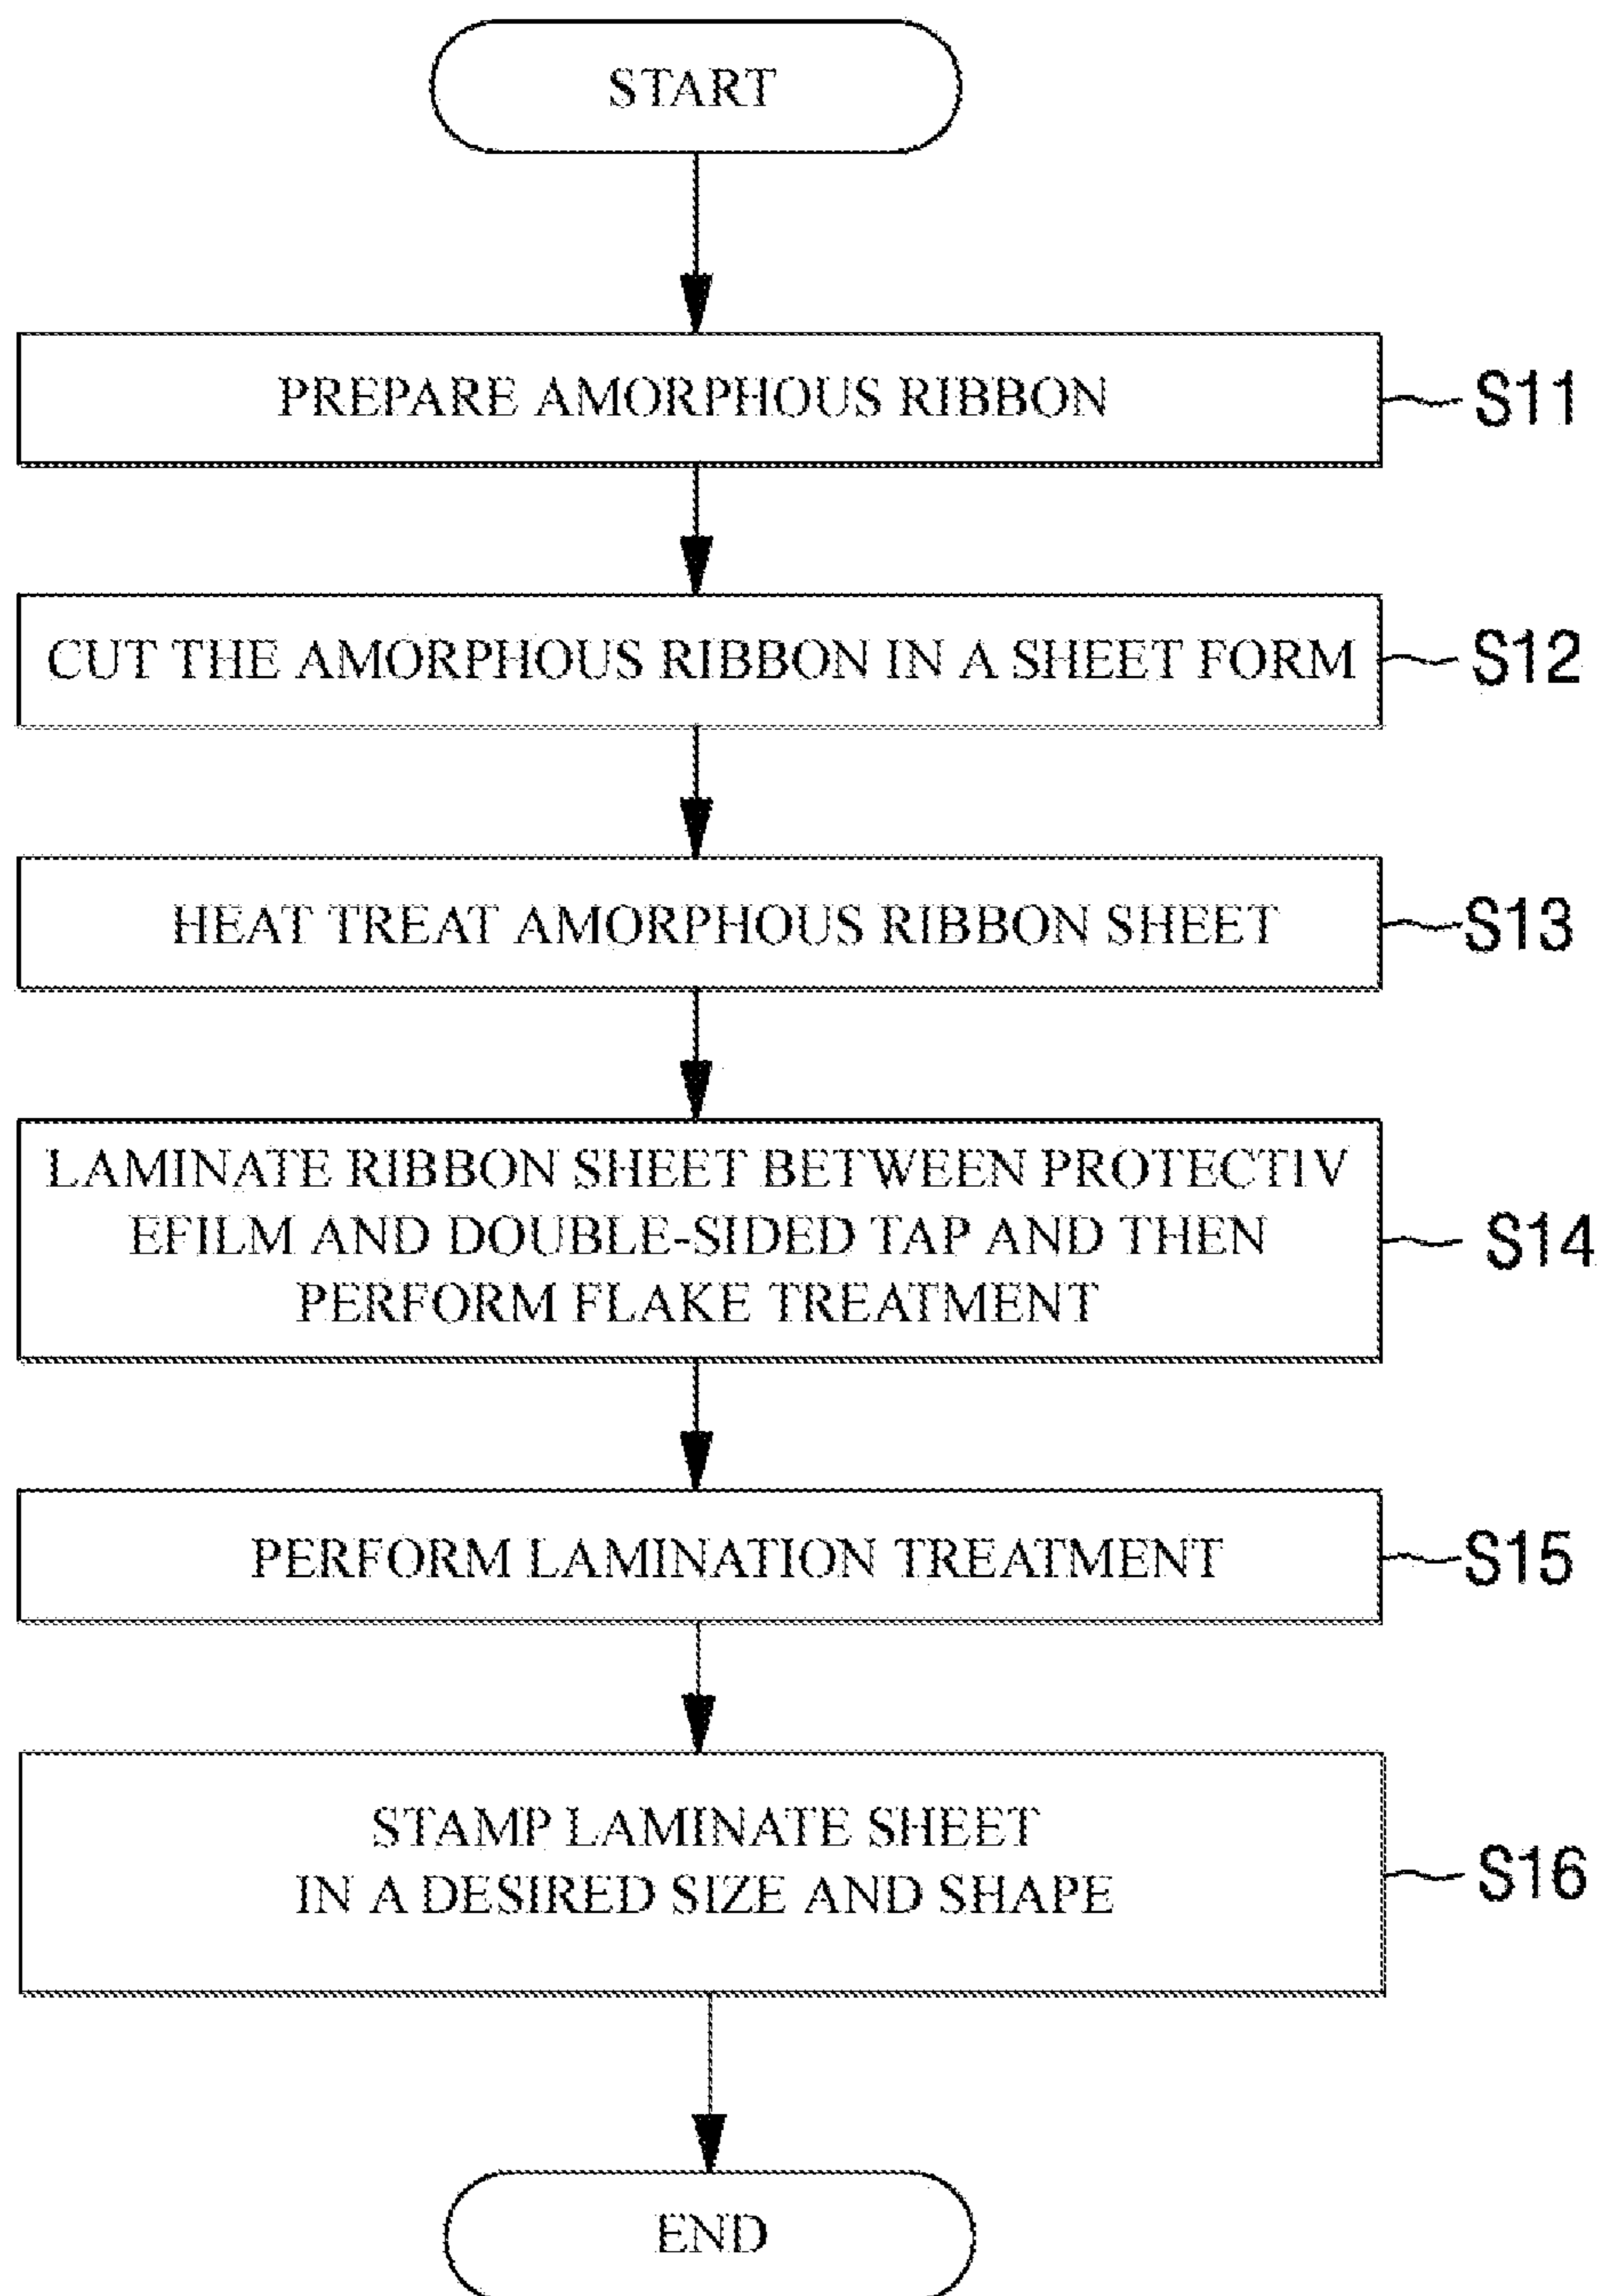 START
PREPARE AMORPHOUS RIBBON
S11
CUT THE AMORPHOUS RIBBON IN A SHEET FORM
S12
HEAT TREAT AMORPHOUS RIBBON SHEET
S13
LAMINATE RIBBON SHEET BETWEEN PROTECTIV
EFILM AND DOUBLE-SIDED TAP AND THEN
PERFORM FLAKE TREATMENT
S14
PERFORM LAMINATION TREATMENT
S15
STAMP LAMINATE SHEET
IN A DESIRED SIZE AND SHAPE
S16
END